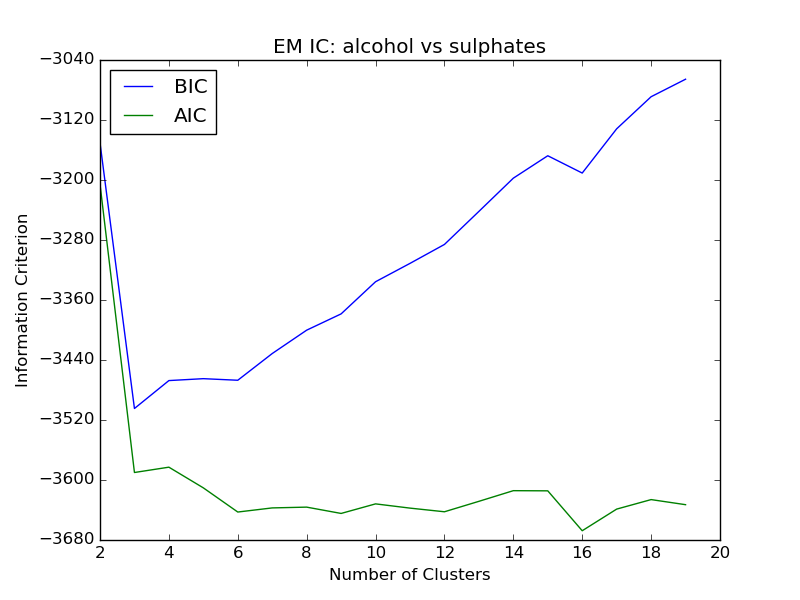 EM IC: alcohol vs sulphates
BIC
AIC
−3040
−3120
−3200
−3280
−3360
−3440
−3520
−3600
−3680
Information Criterion
2 4 6 8 10 12 14 16 18 20
Number of Clusters